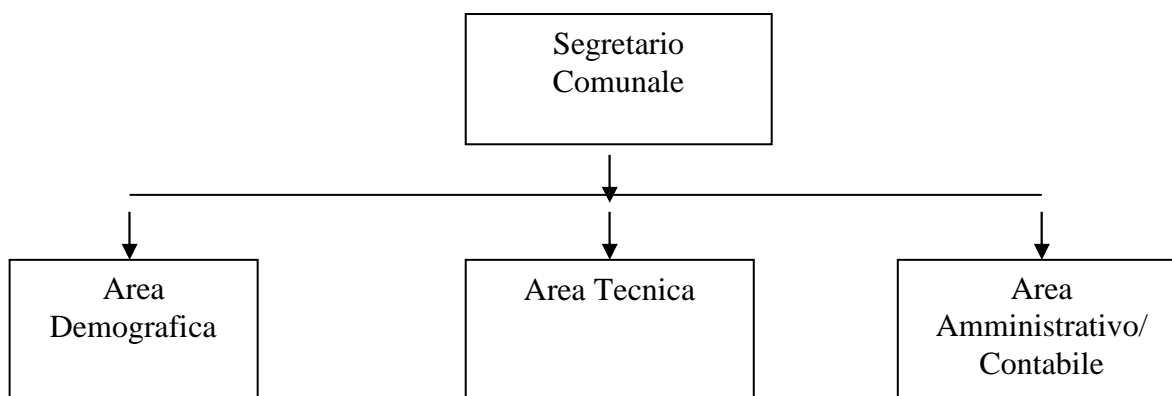 Segretario
Comunale
Area
Demografica
Area Tecnica
Area
Amministrativo/
Contabile